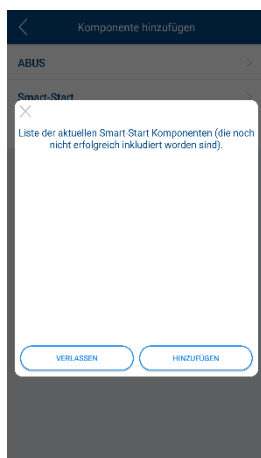 Komponente hinzufügen
ABUS
Smart-Start
Liste der aktuellen Smart-Start Komponenten (die noch
nicht erfolgreich inkludiert worden sind).
VERLASSEN
HINZUFÜGEN